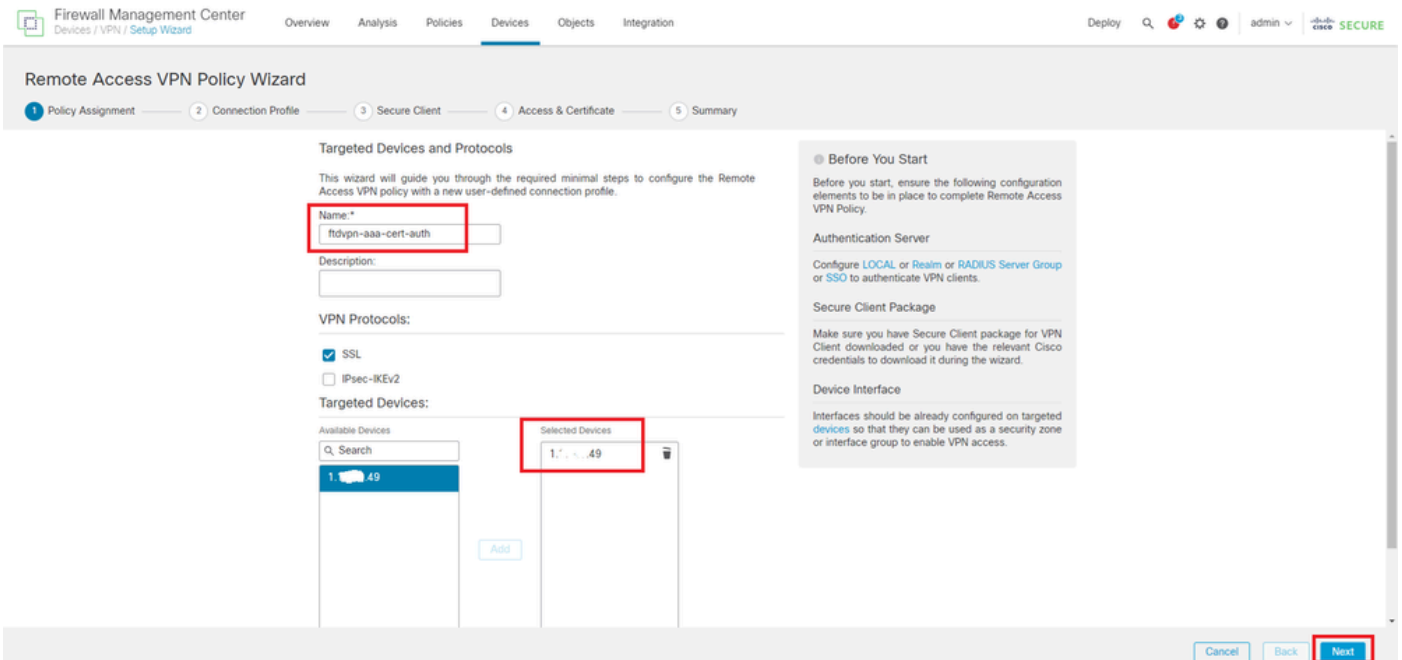 Firewall Management Center
Devices / VPN / Setup Wizard
Overview Analysis Policies Devices Objects Integration
Deploy admin CISCO SECURE
Remote Access VPN Policy Wizard
1 Policy Assignment 2 Connection Profile 3 Secure Client 4 Access & Certificate 5 Summary
Targeted Devices and Protocols
This wizard will guide you through the required minimal steps to configure the Remote
Access VPN policy with a new user-defined connection profile.
Name:*
ftdvpn-aaa-cert-auth
Description:
VPN Protocols:
SSL
IPsec-IKEv2
Targeted Devices:
Available Devices
Search
1. .49
Add
Selected Devices
1. .49
Before You Start
Before you start, ensure the following configuration
elements to be in place to complete Remote Access
VPN Policy.
Authentication Server
Configure LOCAL or Realm or RADIUS Server Group
or SSO to authenticate VPN clients.
Secure Client Package
Make sure you have Secure Client package for VPN
Client downloaded or you have the relevant Cisco
credentials to download it during the wizard.
Device Interface
Interfaces should be already configured on targeted
devices so that they can be used as a security zone
or interface group to enable VPN access.
Cancel Back Next